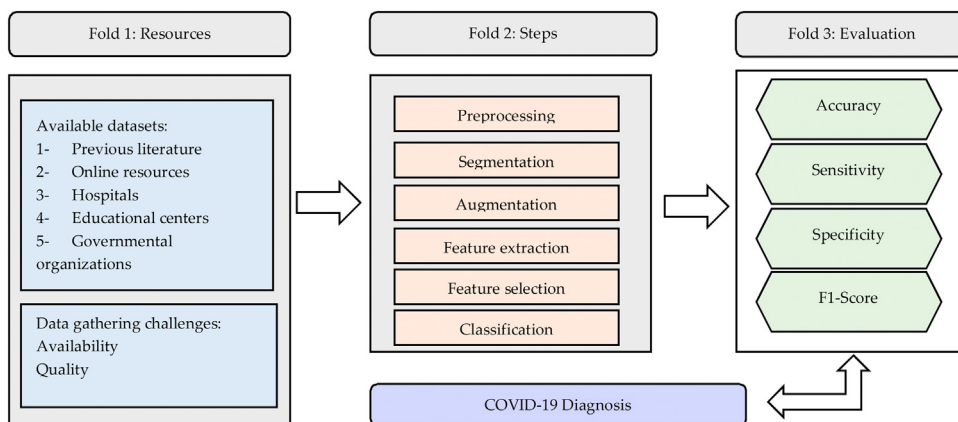 Fold 1: Resources
Available datasets:
1- Previous literature
2- Online resources
3- Hospitals
4- Educational centers
5- Governmental
organizations
Data gathering challenges:
Availability
Quality
Fold 2: Steps
Preprocessing
Segmentation
Augmentation
Feature extraction
Feature selection
Classification
Fold 3: Evaluation
Accuracy
Sensitivity
Specificity
F1-Score
COVID-19 Diagnosis